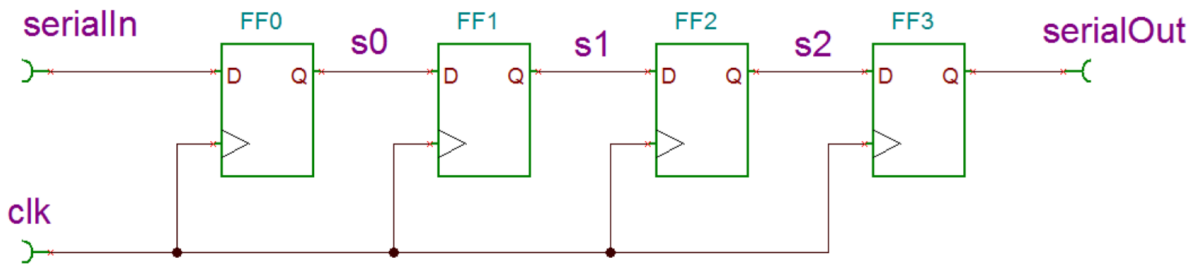 serialIn FF0 s0 FF1 s1 FF2 s2 FF3 serialOut
D Q D Q D Q D Q
clk